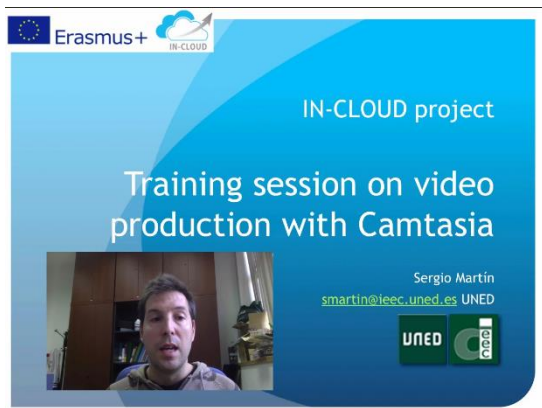 Erasmus+
IN-CLOUD
IN-CLOUD project
Training session on video
production with Camtasia
Sergio Martín
smartin@ieec.uned.es UNED
UNED
ieec